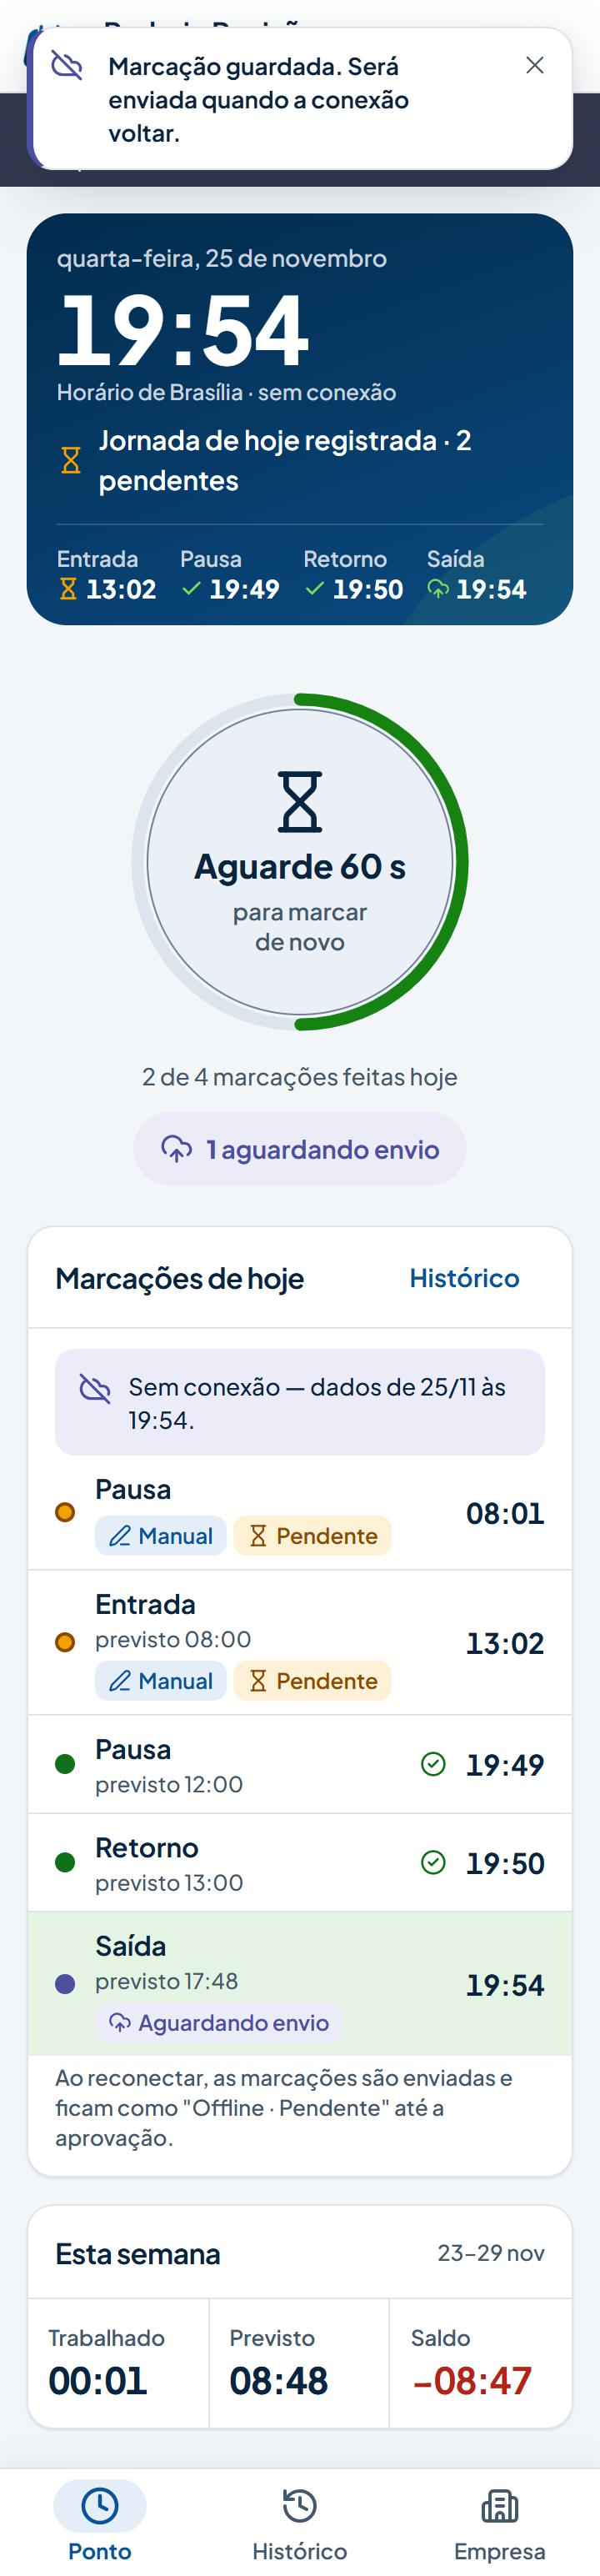 Marcação guardada. Será
enviada quando a conexão
voltar.
quarta-feira, 25 de novembro
19:54
Horário de Brasília · sem conexão
Jornada de hoje registrada · 2
pendentes
Entrada Pausa Retorno Saída
13:02 19:49 19:50 19:54
Aguarde 60 s
para marcar
de novo
2 de 4 marcações feitas hoje
1 aguardando envio
Marcações de hoje Histórico
Sem conexão — dados de 25/11 às
19:54.
Pausa
Manual Pendente 08:01
Entrada
previsto 08:00 13:02
Manual Pendente
Pausa
previsto 12:00 19:49
Retorno
previsto 13:00 19:50
Saída
previsto 17:48 19:54
Aguardando envio
Ao reconectar, as marcações são enviadas e
ficam como "Offline · Pendente" até a
aprovação.
Esta semana 23–29 nov
Trabalhado Previsto Saldo
00:01 08:48 −08:47
Ponto Histórico Empresa